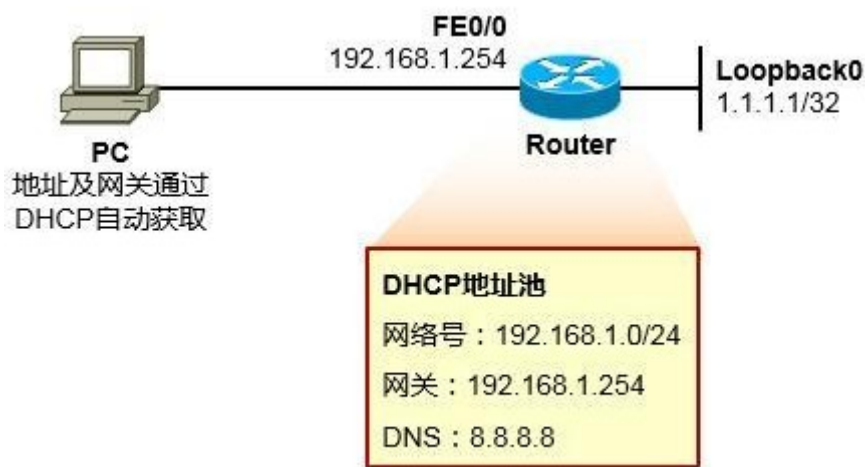 FE0/0
192.168.1.254
Loopback0
1.1.1.1/32
Router
PC
地址及网关通过
DHCP自动获取
DHCP地址池
网络号：192.168.1.0/24
网关：192.168.1.254
DNS：8.8.8.8